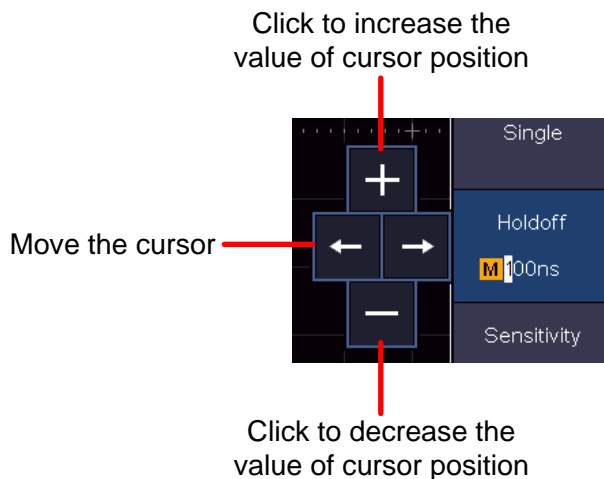 Click to increase the
value of cursor position
Single
Move the cursor
Holdoff
M 100ns
Sensitivity
Click to decrease the
value of cursor position